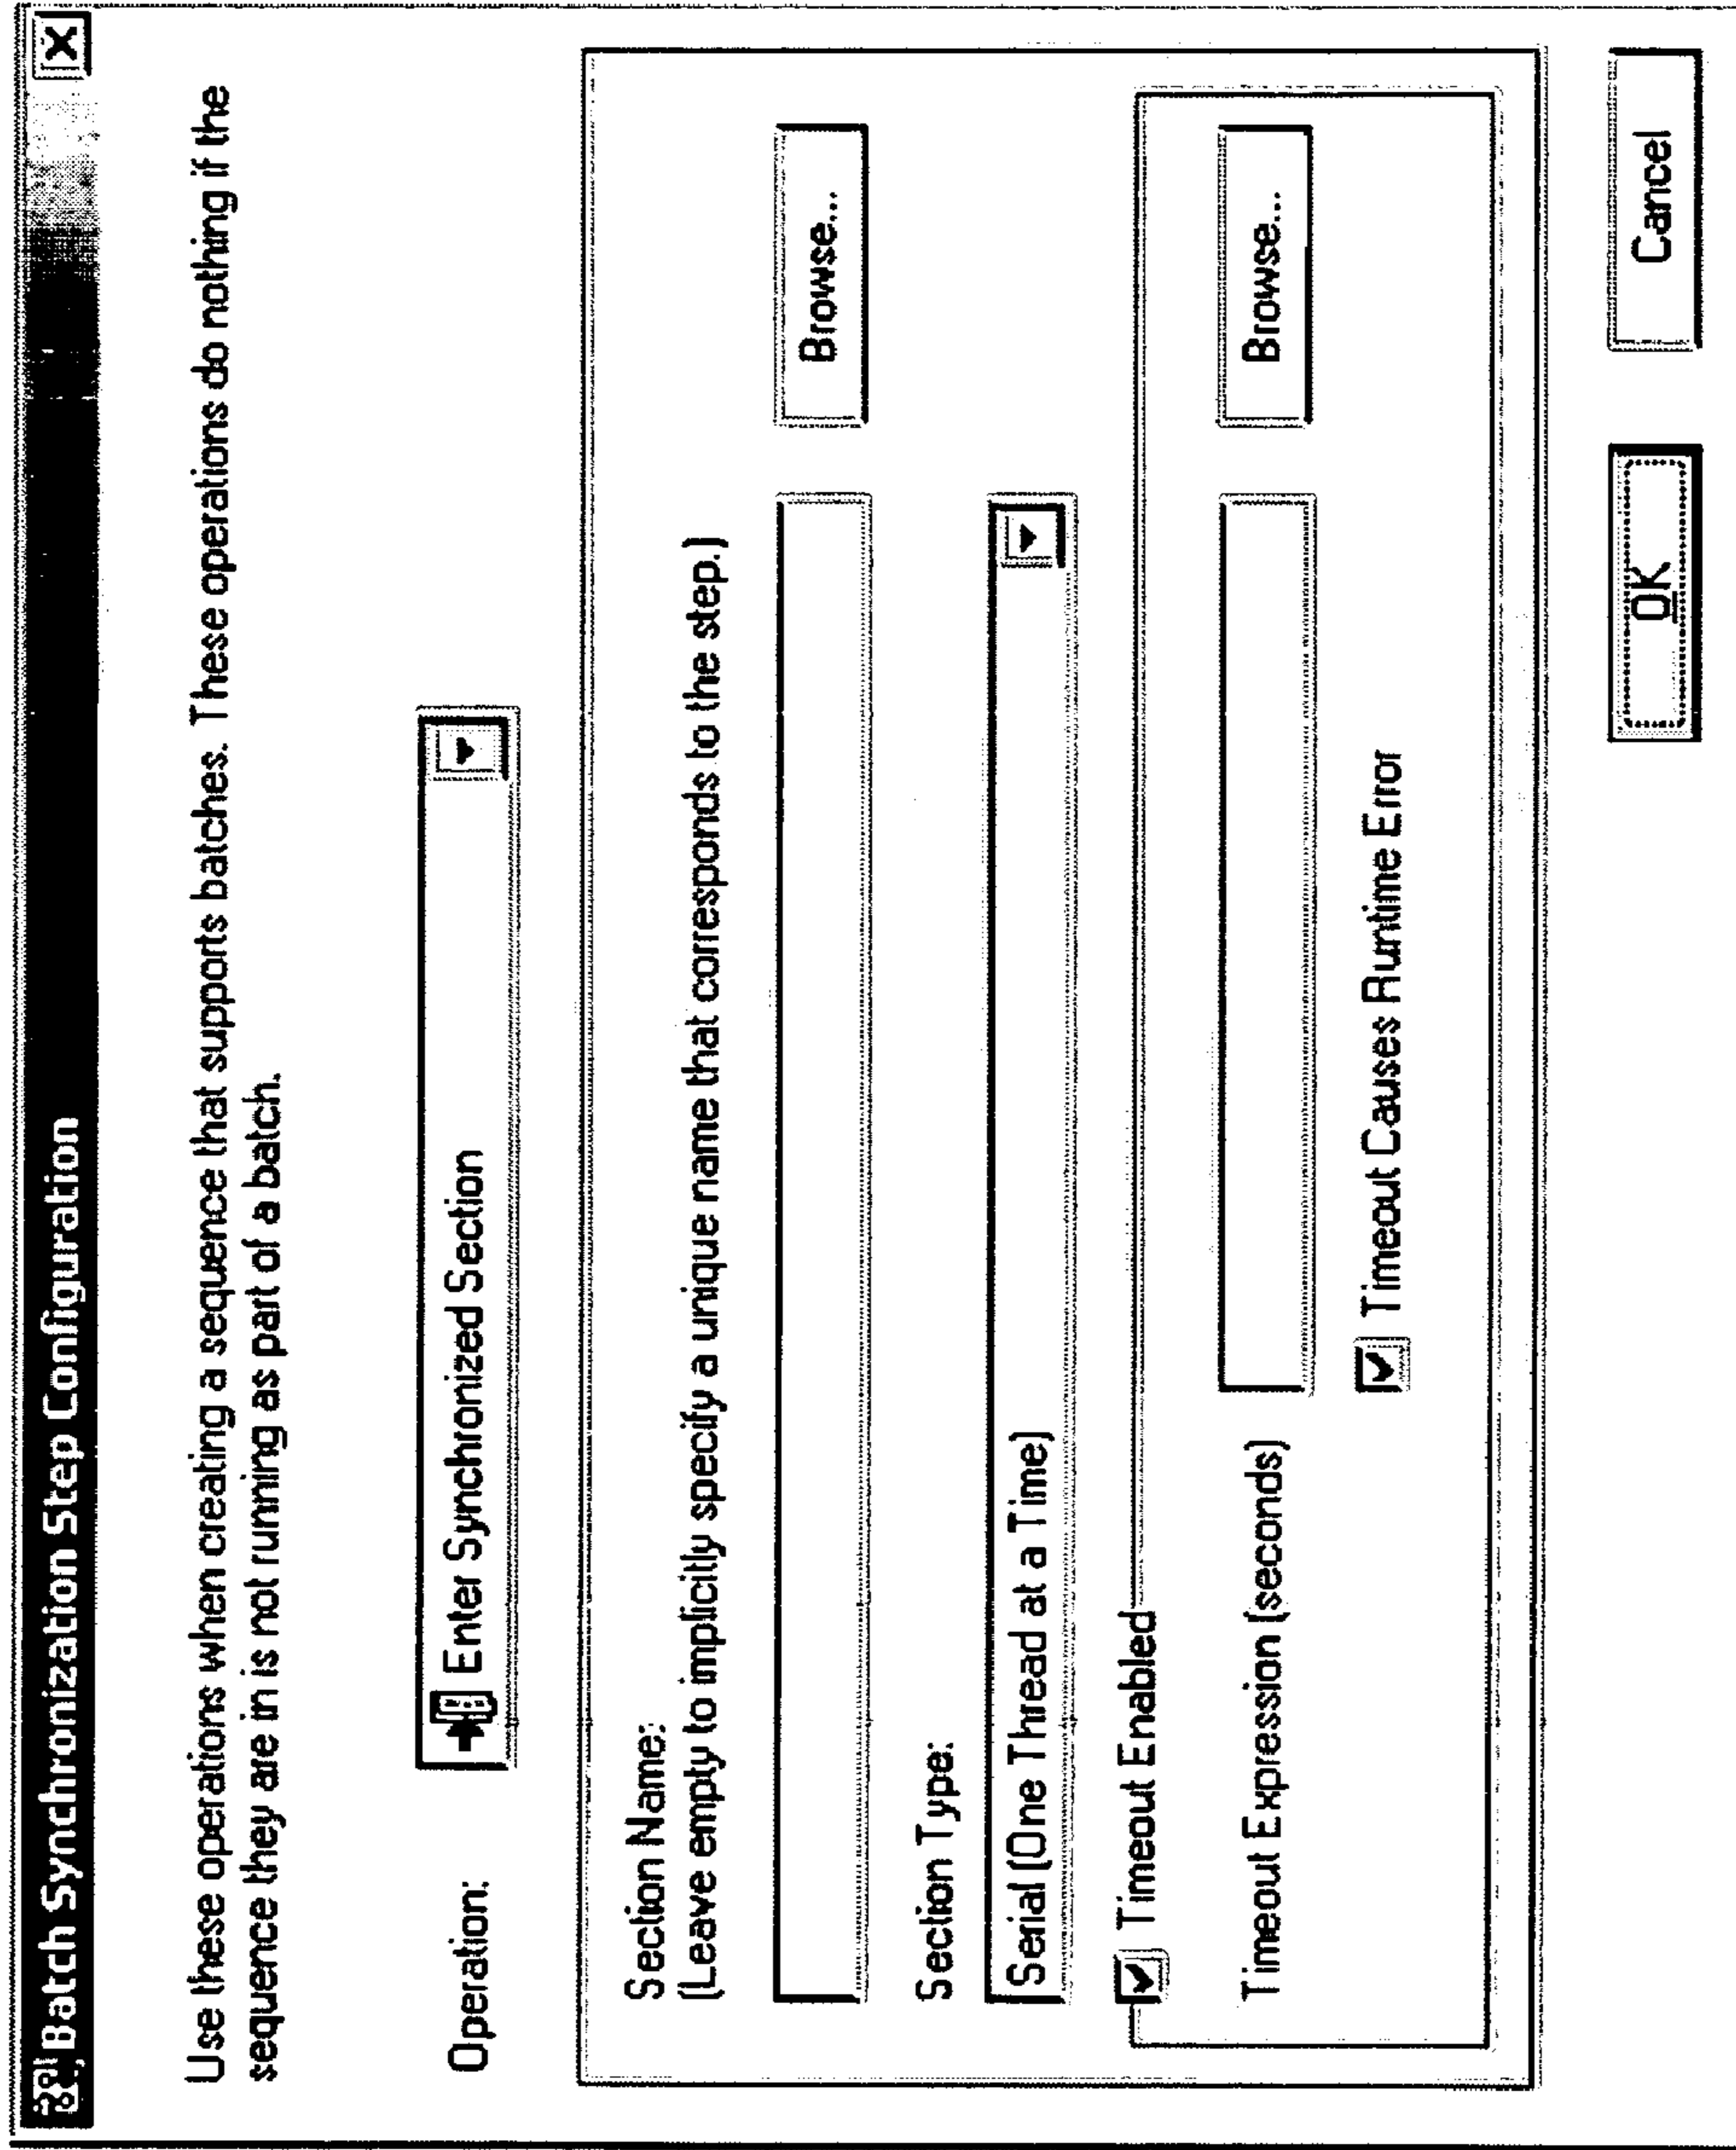 Batch Synchronization Step Configuration
Use these operations when creating a sequence that supports batches. These operations do nothing if the
sequence they are in is not running as part of a batch.
Operation:
Enter Synchronized Section
Section Name:
(Leave empty to implicitly specify a unique name that corresponds to the step.)
Browse...
Section Type:
Serial (One Thread at a Time)
Timeout Enabled
Timeout Expression (seconds)
Browse...
Timeout Causes Runtime Error
OK
Cancel